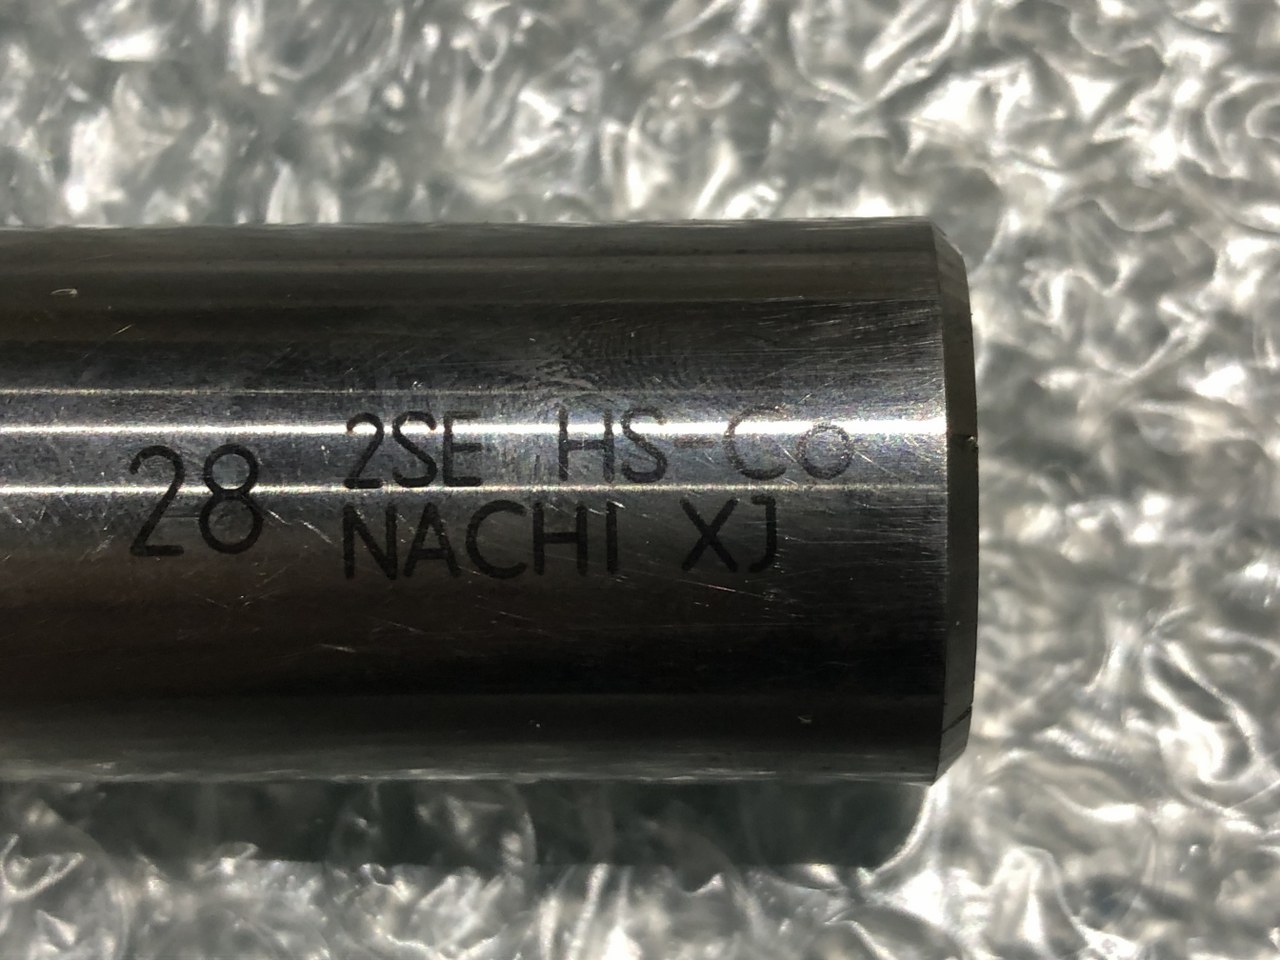 28
2SE HS-Co
NACHI XJ